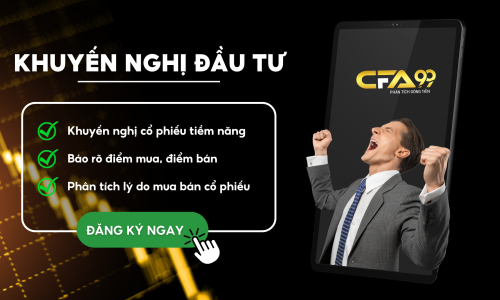 KHUYẾN NGHỊ ĐẦU TƯ
CFA99
PHÂN TÍCH DÒNG TIỀN
Khuyến nghị cổ phiếu tiềm năng
Báo rõ điểm mua, điểm bán
Phân tích lý do mua bán cổ phiếu
ĐĂNG KÝ NGAY